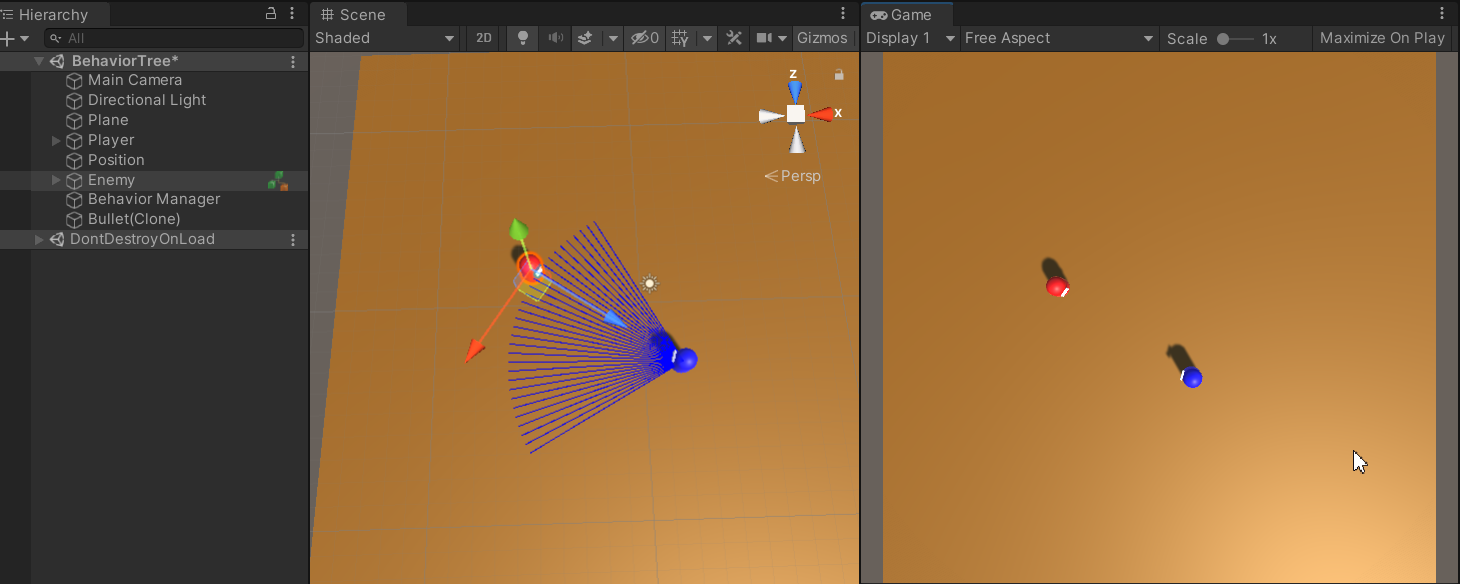 Hierarchy
All
BehaviorTree*
Main Camera
Directional Light
Plane
Player
Position
Enemy
Behavior Manager
Bullet(Clone)
DontDestroyOnLoad
Scene
Shaded 2D 0 Gizmos
z
x
Persp
Game
Display 1 Free Aspect Scale 1x Maximize On Play